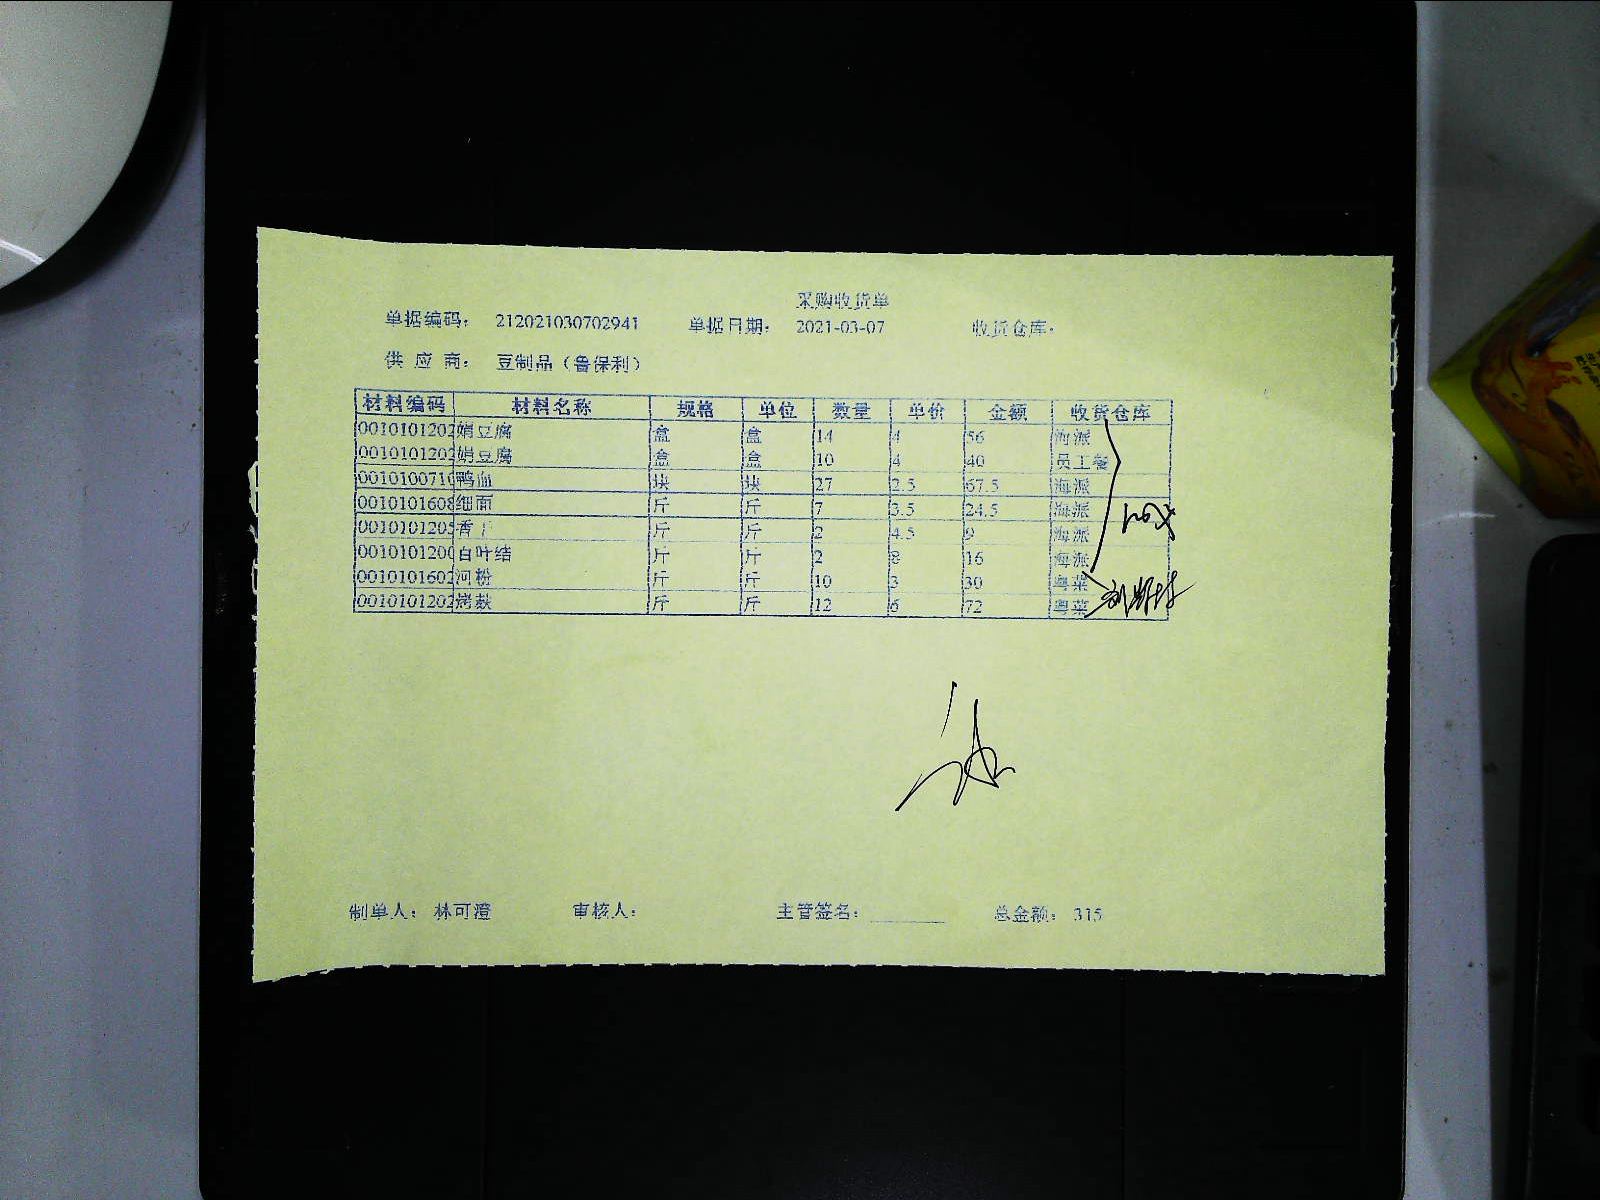 采购收货单
单据编码： 212021030702941 单据日期： 2021-03-07 收货仓库：
供 应 商： 豆制品（鲁保利）
材料编码 材料名称 规格 单位 数量 单价 金额 收货仓库
0010101202 娟豆腐 盒 盒 14 4 56 海派
0010101202 娟豆腐 盒 盒 10 4 40 员工餐
001010071 鸭血 块 块 27 2.5 67.5 海派
0010101608 细面 斤 斤 7 3.5 24.5 海派
0010101205 香干 斤 斤 2 4.5 9 海派
0010101200 百叶结 斤 斤 2 8 16 海派
0010101602 河粉 斤 斤 10 3 30 粤菜
0010101202 烤麸 斤 斤 12 6 72 粤菜
制单人： 林可澄 审核人： 主管签名： 总金额： 315